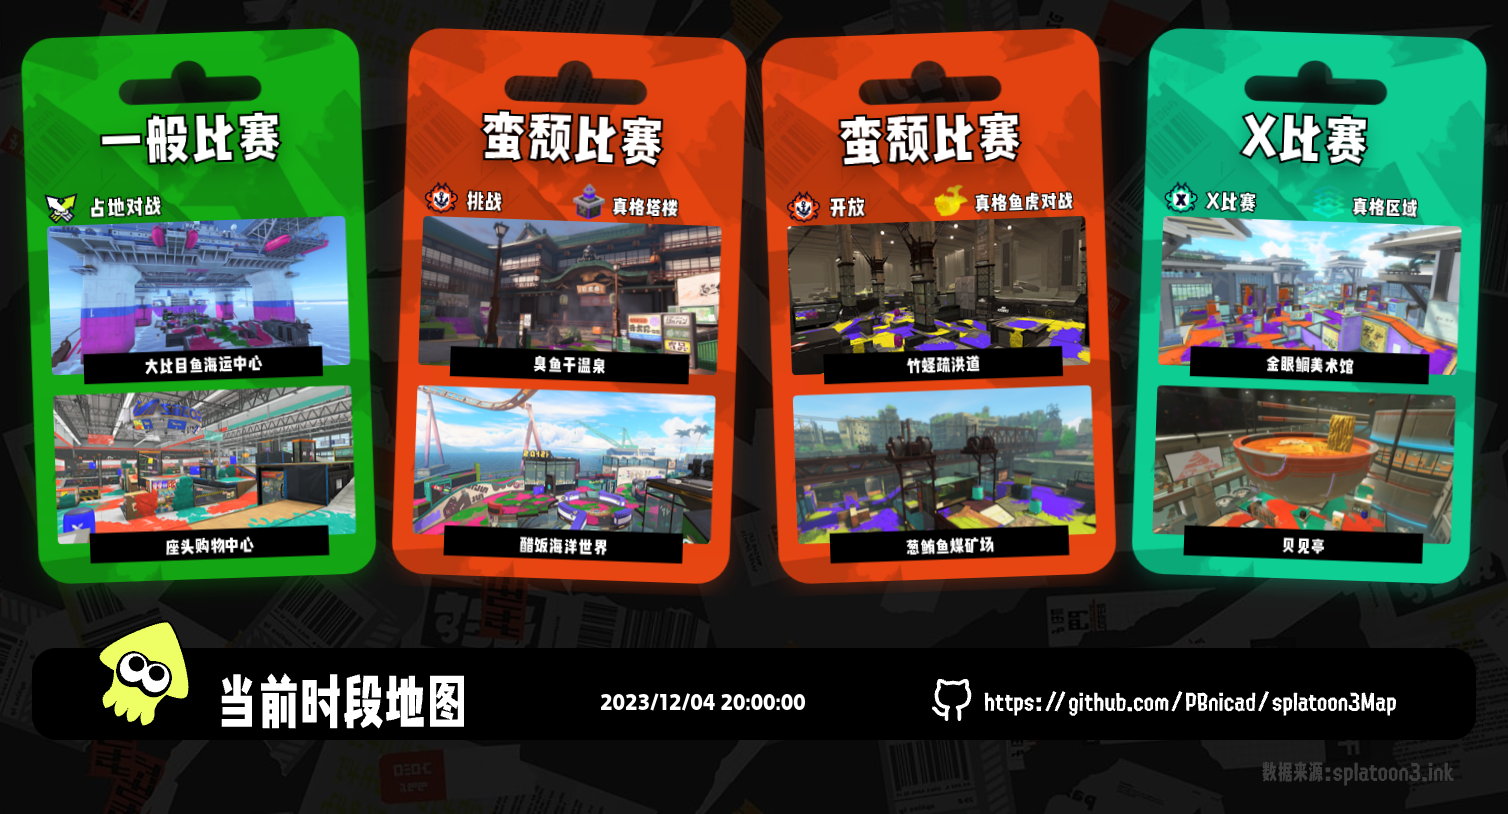 一般比赛
占地对战
大比目鱼海运中心
座头购物中心
蛮颓比赛
挑战
真格塔楼
臭鱼干温泉
醋饭海洋世界
蛮颓比赛
开放
真格鱼虎对战
竹蛏疏洪道
葱鲔鱼煤矿场
X比赛
X比赛
真格区域
金眼鲷美术馆
贝见亭
当前时段地图
2023/12/04 20:00:00
https://github.com/PBnicad/splatoon3Map
数据来源:splatoon3.ink